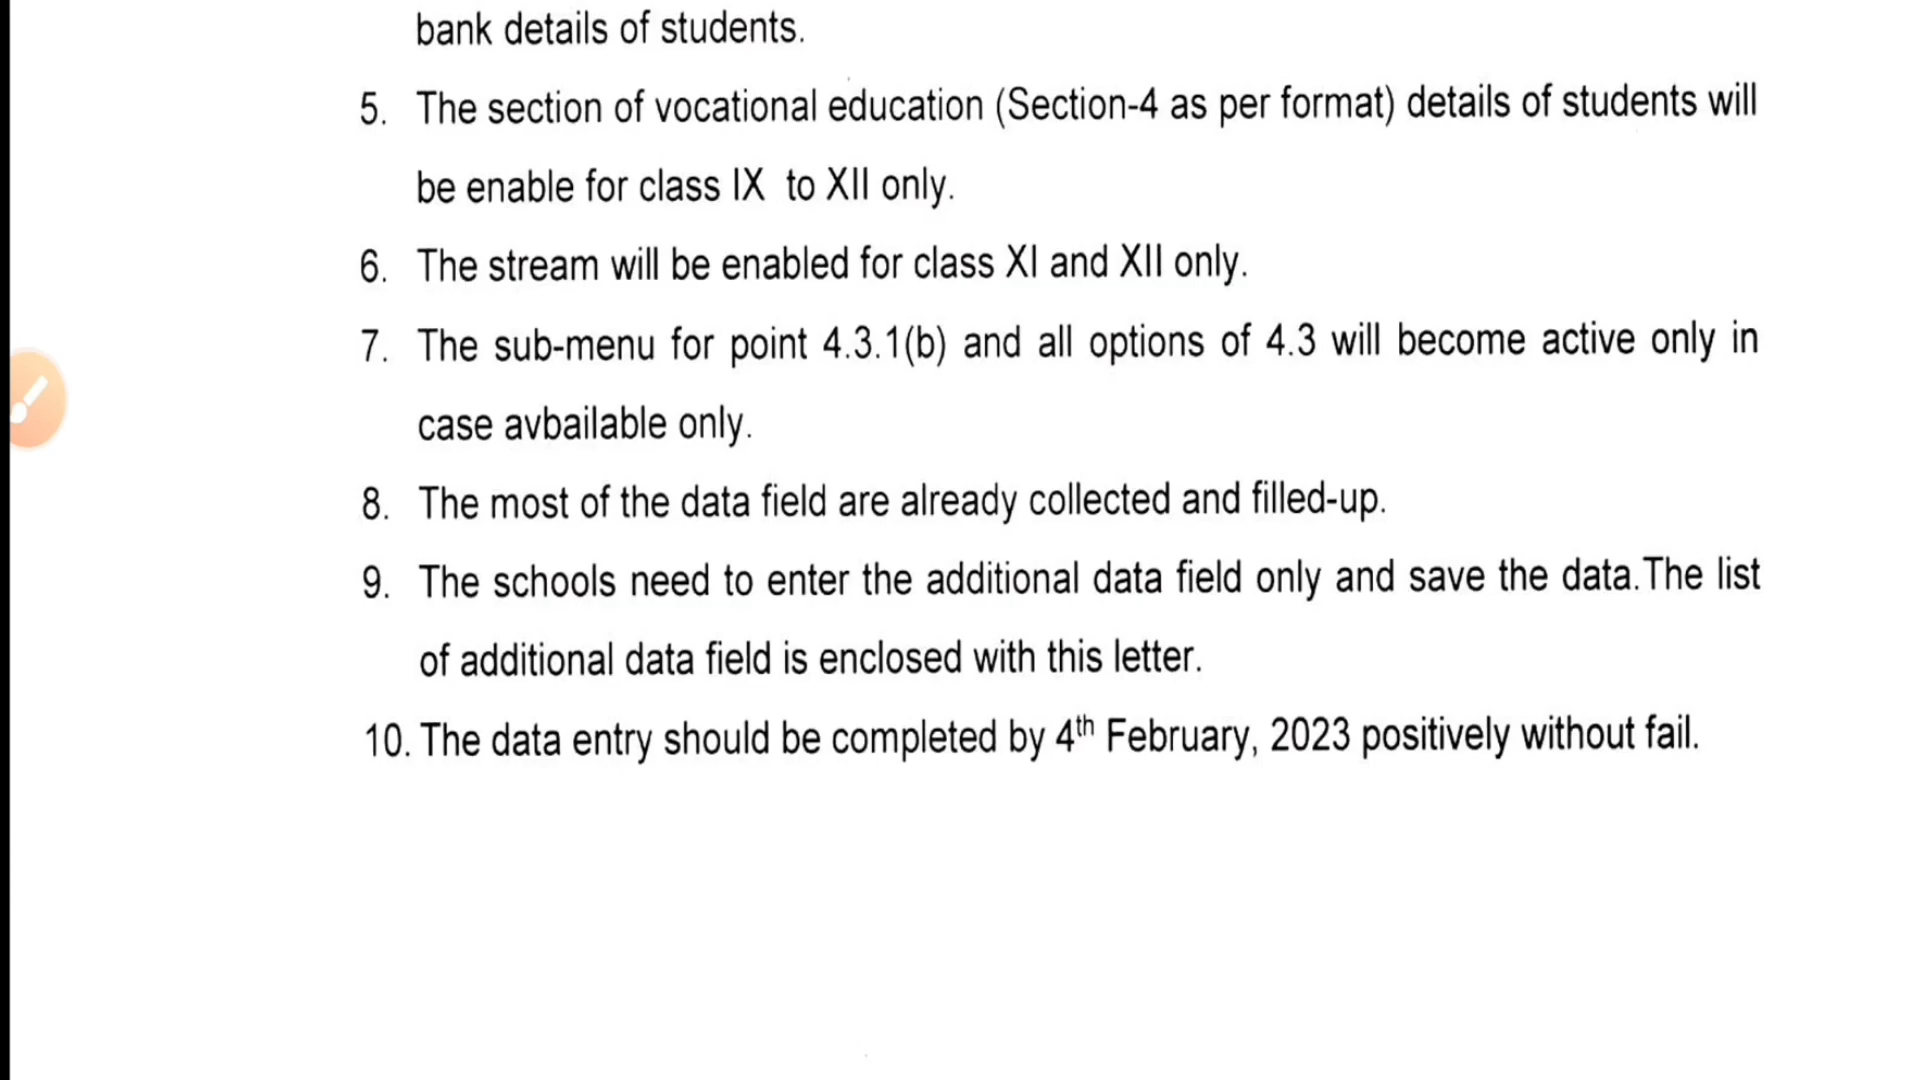 bank details of students.
5. The section of vocational education (Section-4 as per format) details of students will
be enable for class IX to XII only.
6. The stream will be enabled for class XI and XII only.
7. The sub-menu for point 4.3.1(b) and all options of 4.3 will become active only in
case avbailable only.
8. The most of the data field are already collected and filled-up.
9. The schools need to enter the additional data field only and save the data.The list
of additional data field is enclosed with this letter.
10. The data entry should be completed by 4th February, 2023 positively without fail.